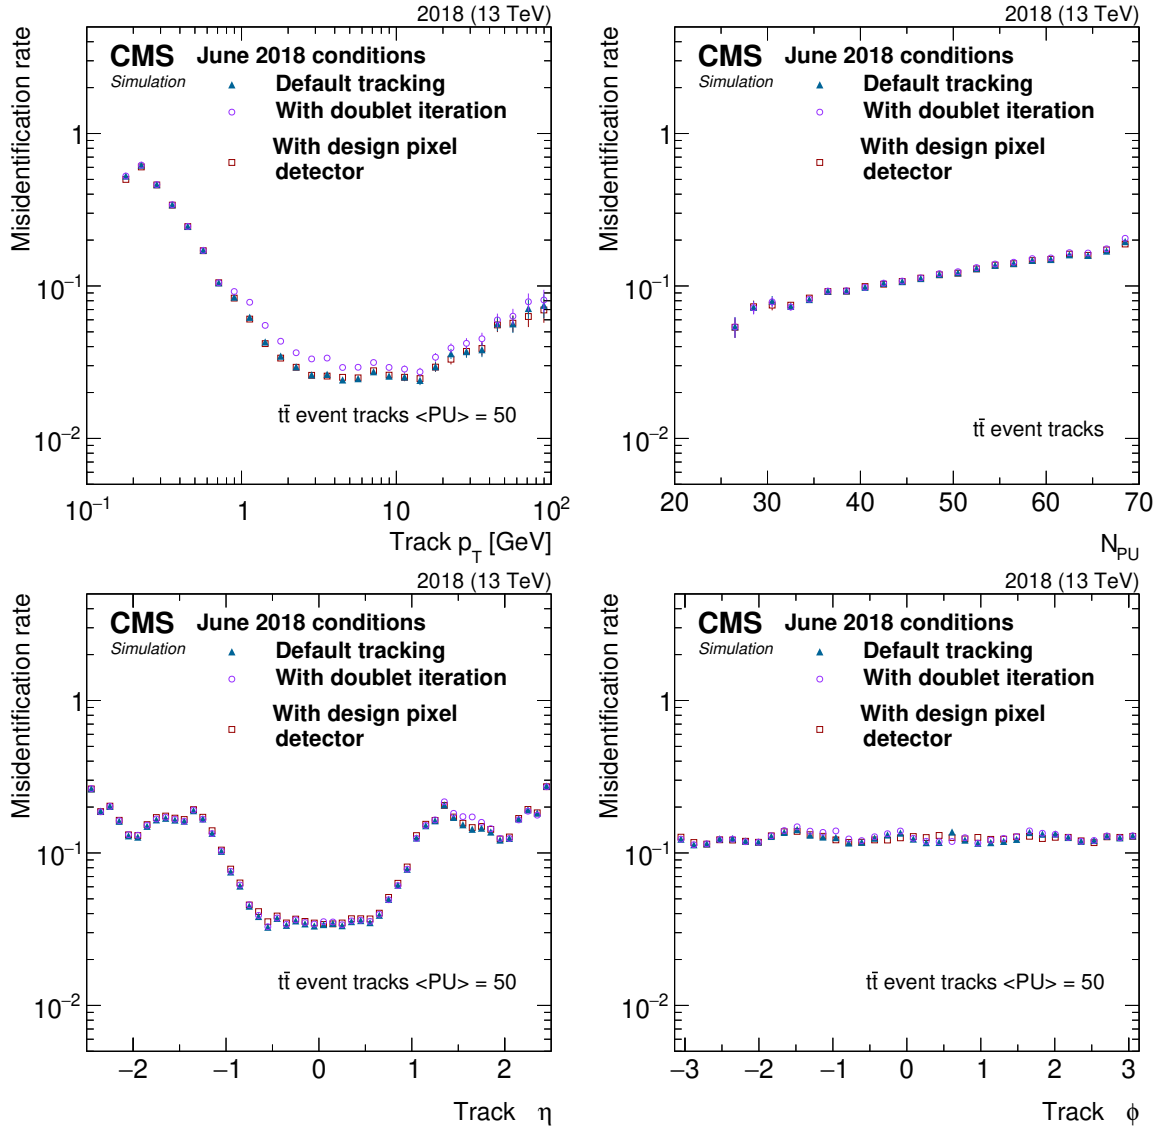 2018 (13 TeV)
Misidentification rate
CMS June 2018 conditions
Simulation
Default tracking
With doublet iteration
With design pixel
detector
1
10⁻¹
10⁻²
tt̄ event tracks <PU> = 50
10⁻¹ 1 10 10²
Track p_T [GeV]
2018 (13 TeV)
Misidentification rate
CMS June 2018 conditions
Simulation
Default tracking
With doublet iteration
With design pixel
detector
1
10⁻¹
10⁻²
tt̄ event tracks
20 30 40 50 60 70
N_PU
2018 (13 TeV)
Misidentification rate
CMS June 2018 conditions
Simulation
Default tracking
With doublet iteration
With design pixel
detector
1
10⁻¹
10⁻²
tt̄ event tracks <PU> = 50
−2 −1 0 1 2
Track η
2018 (13 TeV)
Misidentification rate
CMS June 2018 conditions
Simulation
Default tracking
With doublet iteration
With design pixel
detector
1
10⁻¹
10⁻²
tt̄ event tracks <PU> = 50
−3 −2 −1 0 1 2 3
Track ϕ